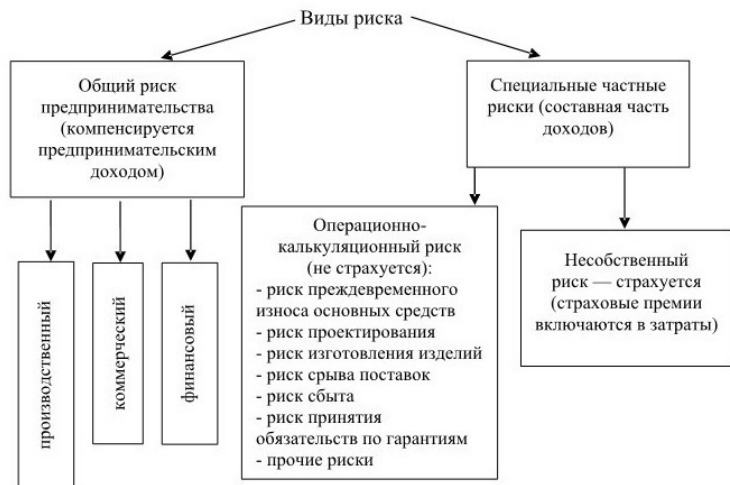 Виды риска
Общий риск
предпринимательства
(компенсируется
предпринимательским
доходом)
Специальные частные
риски (составная часть
доходов)
производственный
коммерческий
финансовый
Операционно-
калькуляционный риск
(не страхуется):
- риск преждевременного
износа основных средств
- риск проектирования
- риск изготовления изделий
- риск срыва поставок
- риск сбыта
- риск принятия
обязательств по гарантиям
- прочие риски
Несобственный
риск — страхуется
(страховые премии
включаются в затраты)